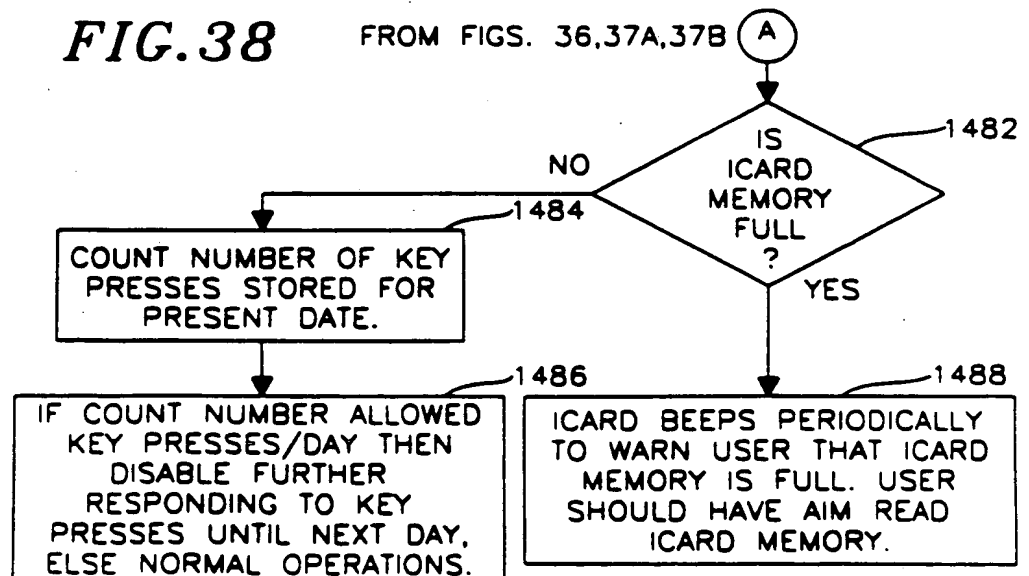 FIG.38
FROM FIGS. 36,37A,37B
A
IS
ICARD
MEMORY
FULL
?
1482
NO
YES
1484
COUNT NUMBER OF KEY
PRESSES STORED FOR
PRESENT DATE.
1486
IF COUNT NUMBER ALLOWED
KEY PRESSES/DAY THEN
DISABLE FURTHER
RESPONDING TO KEY
PRESSES UNTIL NEXT DAY,
ELSE NORMAL OPERATIONS.
1488
ICARD BEEPS PERIODICALLY
TO WARN USER THAT ICARD
MEMORY IS FULL. USER
SHOULD HAVE AIM READ
ICARD MEMORY.